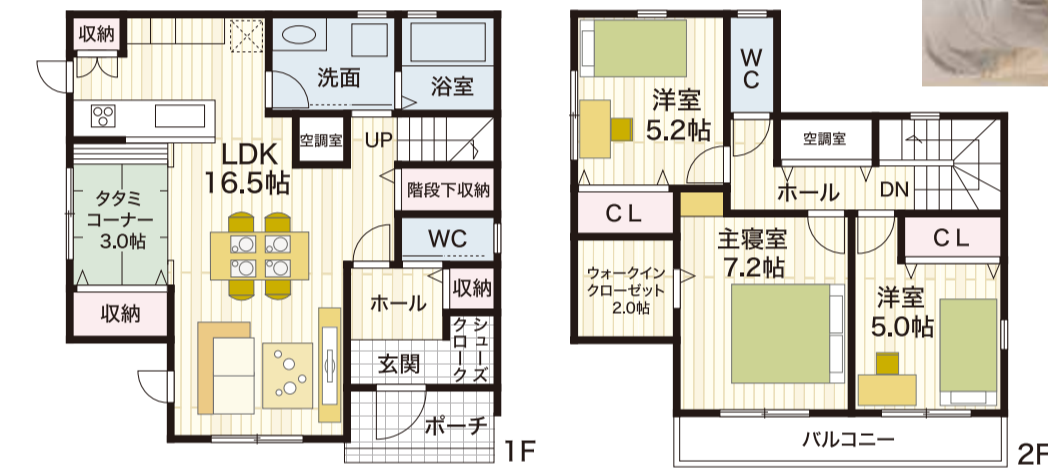 収納
洗面
浴室
空調室
UP
LDK
16.5帖
階段下収納
タタミ
コーナー
3.0帖
WC
収納
ホール
収納
シューズ
クローク
玄関
ポーチ
1F
WC
洋室
5.2帖
空調室
ホール
DN
CL
CL
主寝室
7.2帖
ウォークイン
クローゼット
2.0帖
洋室
5.0帖
バルコニー
2F